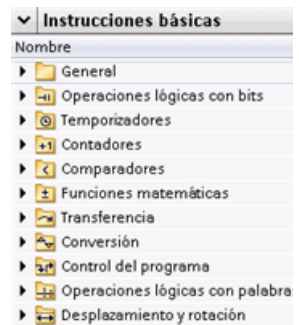 Instrucciones básicas
Nombre
General
Operaciones lógicas con bits
Temporizadores
Contadores
Comparadores
Funciones matemáticas
Transferencia
Conversión
Control del programa
Operaciones lógicas con palabra
Desplazamiento y rotación